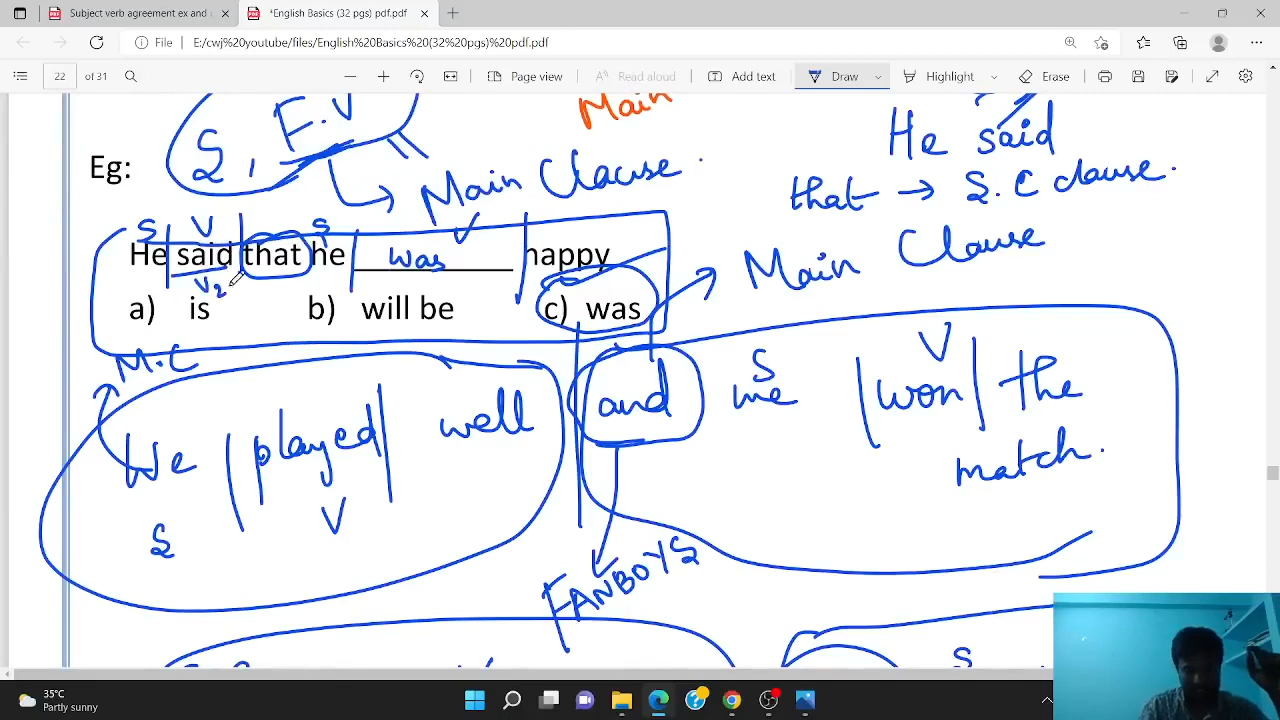 Subject verb agreement ex and
*English Basics (32 pgs) pdf.pdf
File
E:/cwj%20youtube/files/English%20Basics%20(32%20pgs)%20pdf.pdf
22 of 31
Page view
Read aloud
Add text
Draw
Highlight
Erase
S, F.V
Main
He said
that → S.C clause.
Eg:
Main Clause.
S V S
He said that he was happy
V2
Main Clause
a) is b) will be c) was
M.C
We played well
S V
and we won the
S V
match.
FANBOYS
S
35°C
Partly sunny